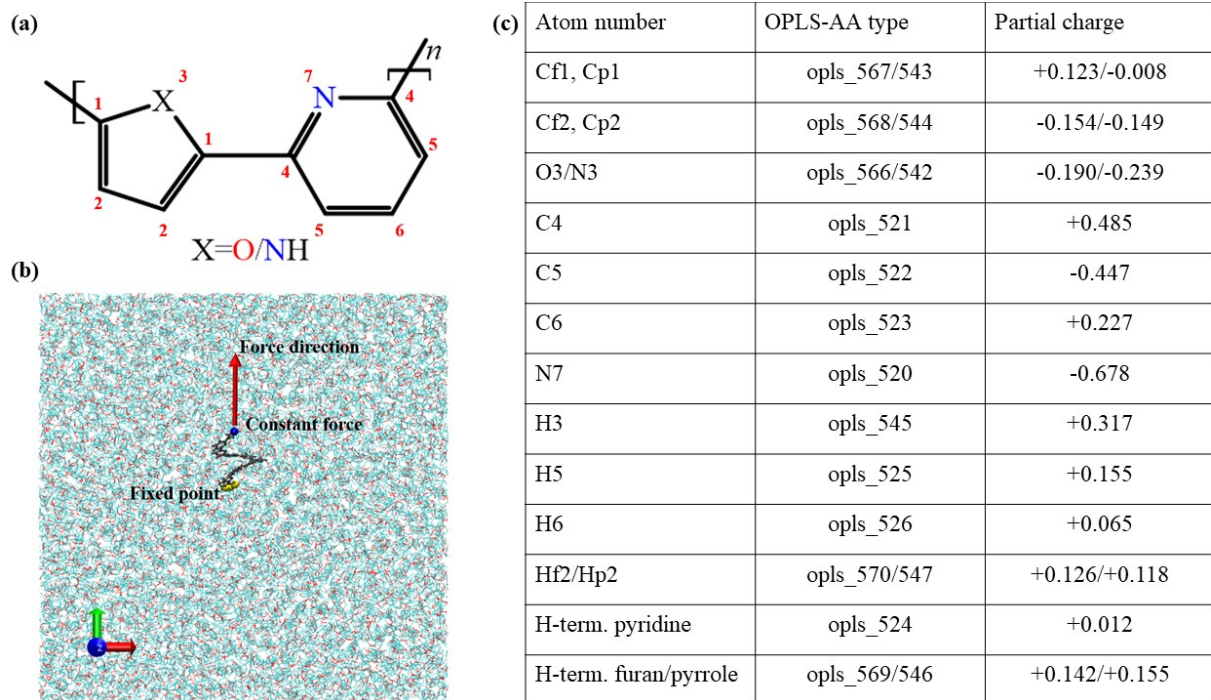 (a)
n
3
7
X
N
1
4
1
5
4
2
2
5
6
X=O/NH
(b)
Force direction
Constant force
Fixed point
z
(c)
Atom number OPLS-AA type Partial charge
Cf1, Cp1 opls_567/543 +0.123/-0.008
Cf2, Cp2 opls_568/544 -0.154/-0.149
O3/N3 opls_566/542 -0.190/-0.239
C4 opls_521 +0.485
C5 opls_522 -0.447
C6 opls_523 +0.227
N7 opls_520 -0.678
H3 opls_545 +0.317
H5 opls_525 +0.155
H6 opls_526 +0.065
Hf2/Hp2 opls_570/547 +0.126/+0.118
H-term. pyridine opls_524 +0.012
H-term. furan/pyrrole opls_569/546 +0.142/+0.155